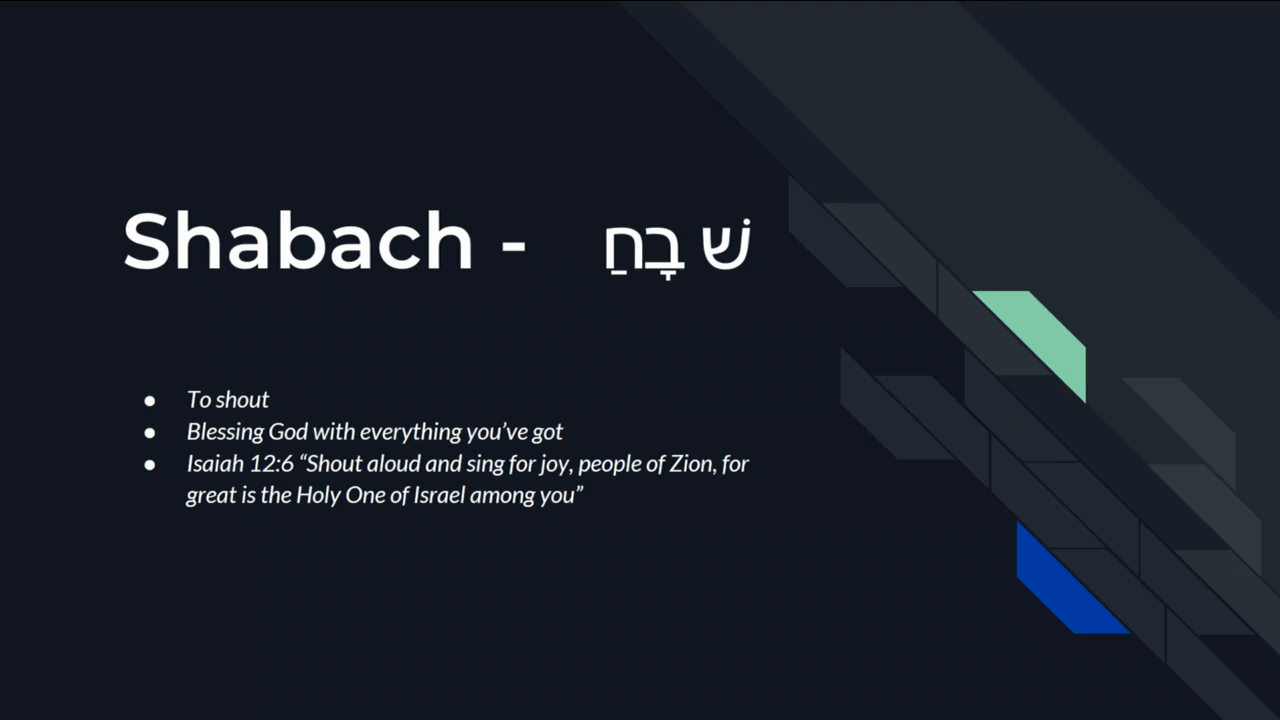 Shabach - שׁ בָחַ
● To shout
● Blessing God with everything you’ve got
● Isaiah 12:6 “Shout aloud and sing for joy, people of Zion, for
great is the Holy One of Israel among you”